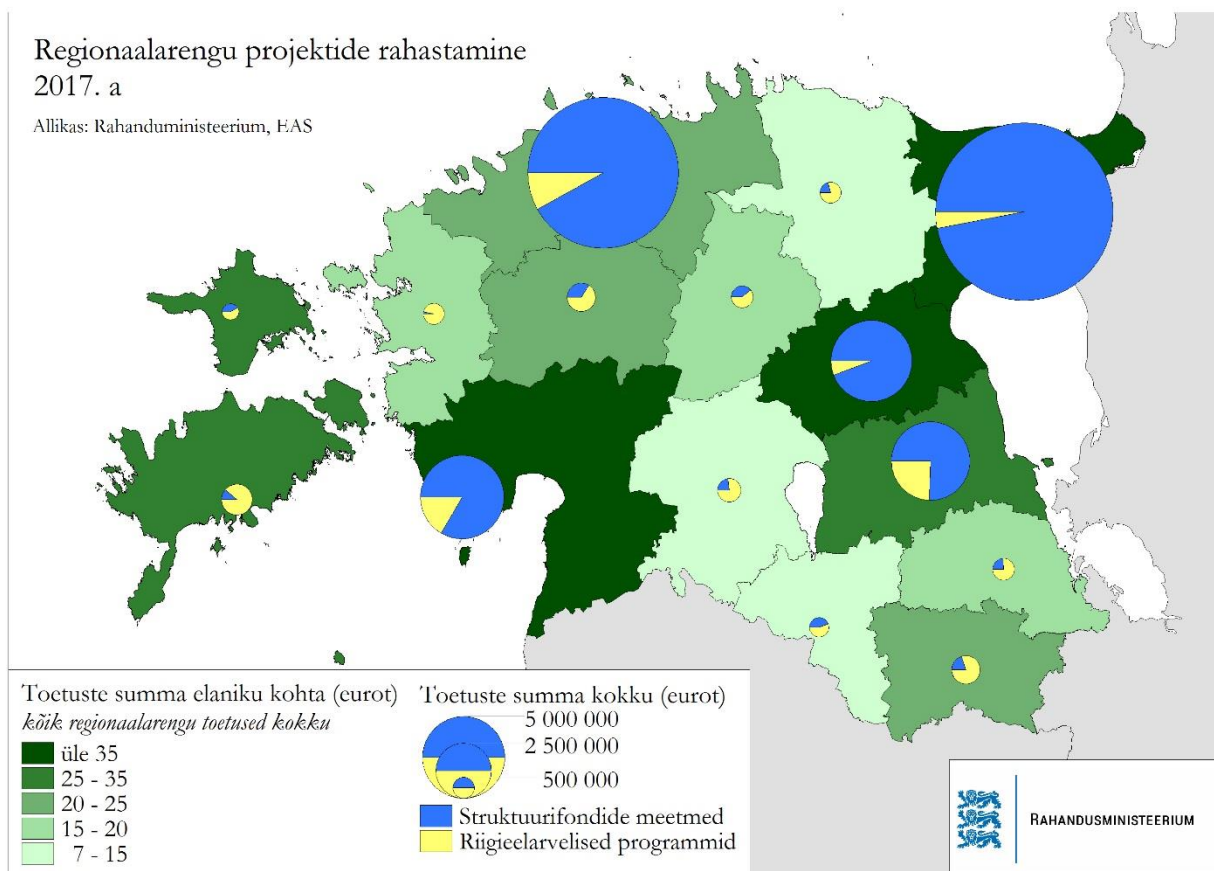 Regionaalarengu projektide rahastamine
2017. a
Allikas: Rahanduministeerium, EAS
Toetuste summa elaniku kohta (eurot)
kõik regionaalarengu toetused kokku
üle 35
25 - 35
20 - 25
15 - 20
7 - 15
Toetuste summa kokku (eurot)
5 000 000
2 500 000
500 000
Struktuurifondide meetmed
Riigieelarvelised programmid
RAHANDUSMINISTEERIUM